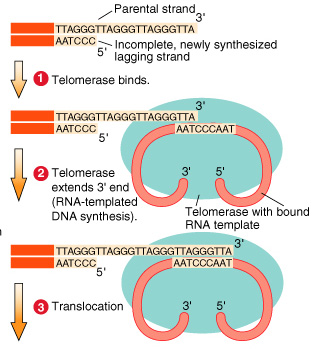 Parental strand
3'
TTAGGGTTAGGGTTAGGGTTA
AATCCC
Incomplete, newly synthesized
lagging strand
5'
1 Telomerase binds.
3'
TTAGGGTTAGGGTTAGGGTTA
AATCCC
AATCCCAAT
5'
2 Telomerase
extends 3' end
(RNA-templated
DNA synthesis).
3' 5'
Telomerase with bound
RNA template
3'
TTAGGGTTAGGGTTAGGGTTAGGGTTA
AATCCC
AATCCCAAT
5'
3 Translocation
3' 5'